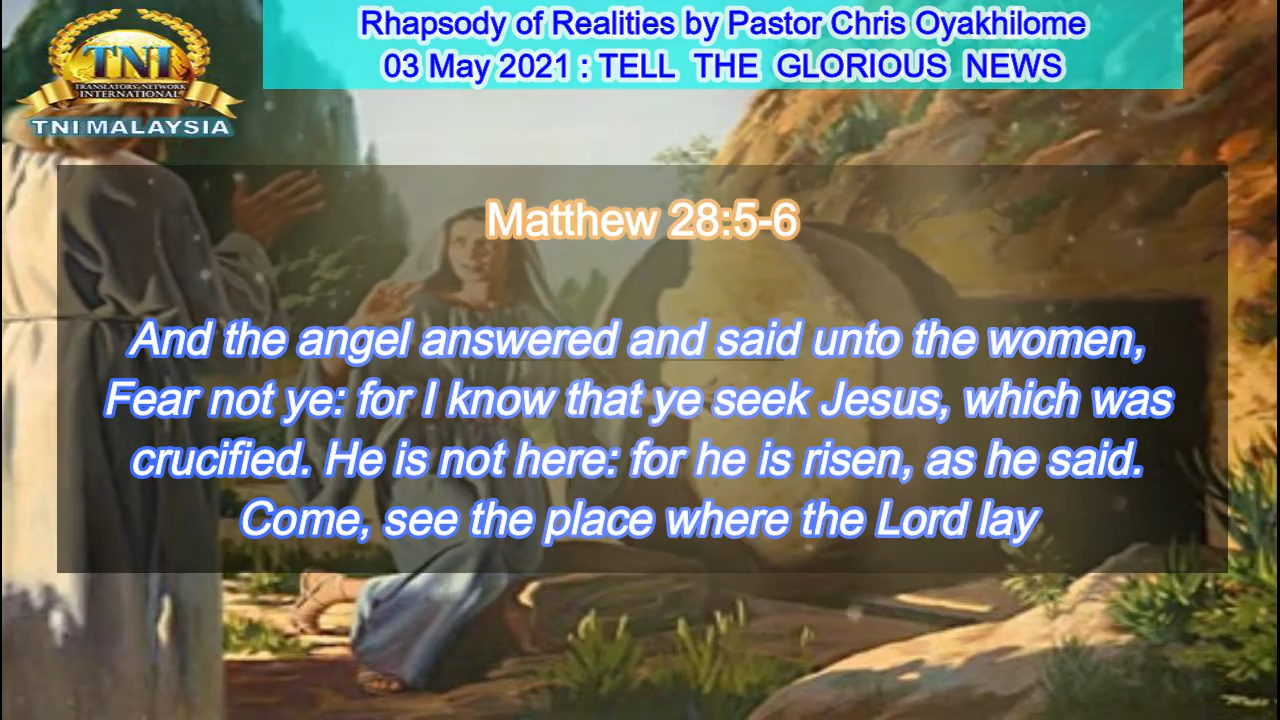 Rhapsody of Realities by Pastor Chris Oyakhilome
03 May 2021 : TELL THE GLORIOUS NEWS
TNI
TRANSLATORS NETWORK
INTERNATIONAL
TNI MALAYSIA
Matthew 28:5-6
And the angel answered and said unto the women,
Fear not ye: for I know that ye seek Jesus, which was
crucified. He is not here: for he is risen, as he said.
Come, see the place where the Lord lay